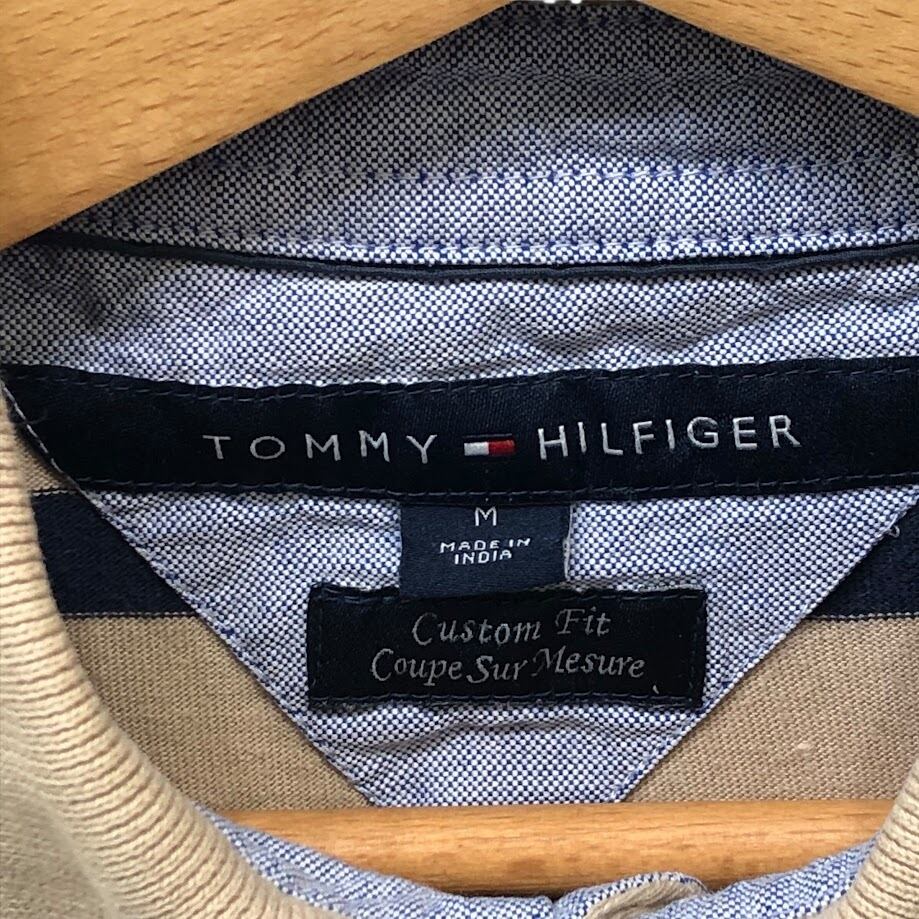 TOMMY HILFIGER
M
MADE IN
INDIA
Custom Fit
Coupe Sur Mesure